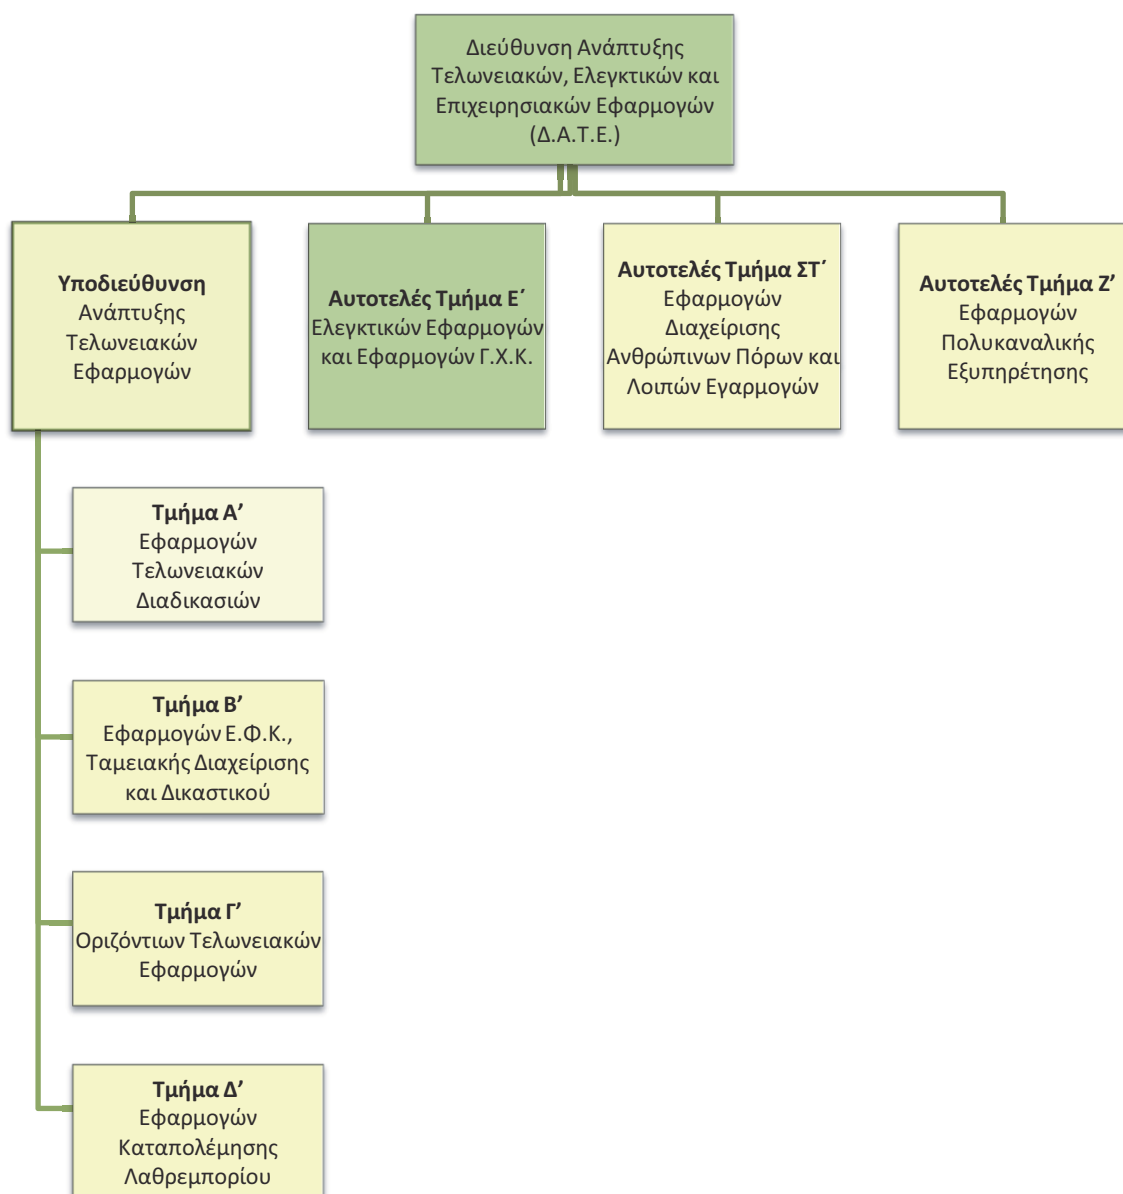 Διεύθυνση Ανάπτυξης
Τελωνειακών, Ελεγκτικών και
Επιχειρησιακών Εφαρμογών
(Δ.Α.Τ.Ε.)
Υποδιεύθυνση
Ανάπτυξης
Τελωνειακών
Εφαρμογών
Αυτοτελές Τμήμα Ε΄
Ελεγκτικών Εφαρμογών
και Εφαρμογών Γ.Χ.Κ.
Αυτοτελές Τμήμα ΣΤ΄
Εφαρμογών
Διαχείρισης
Ανθρώπινων Πόρων και
Λοιπών Εγαρμογών
Αυτοτελές Τμήμα Ζ’
Εφαρμογών
Πολυκαναλικής
Εξυπηρέτησης
Τμήμα Α’
Εφαρμογών
Τελωνειακών
Διαδικασιών
Τμήμα Β’
Εφαρμογών Ε.Φ.Κ.,
Ταμειακής Διαχείρισης
και Δικαστικού
Τμήμα Γ’
Οριζόντιων Τελωνειακών
Εφαρμογών
Τμήμα Δ’
Εφαρμογών
Καταπολέμησης
Λαθρεμπορίου